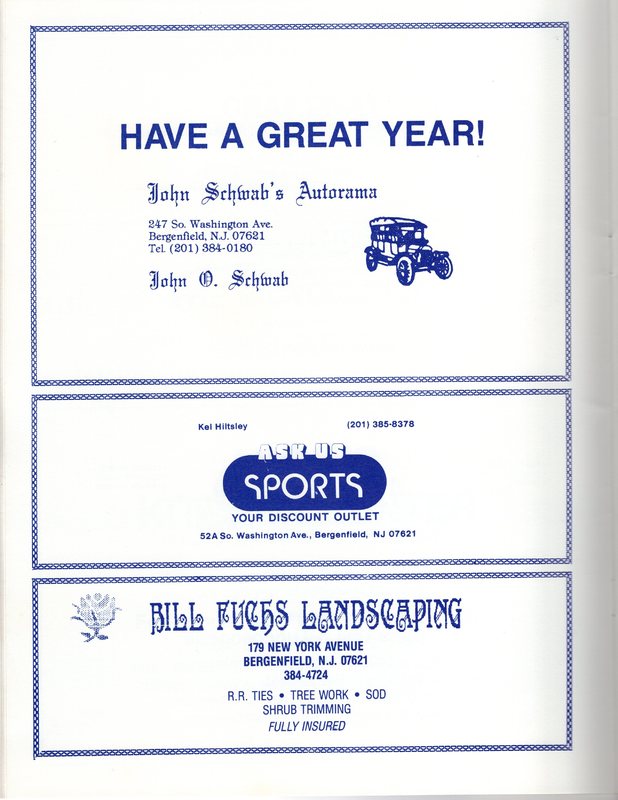 HAVE A GREAT YEAR!
John Schwab's Autorama
247 So. Washington Ave.
Bergenfield, N.J. 07621
Tel. (201) 384-0180
John O. Schwab
Kel Hiltsley (201) 385-8378
ASK US
SPORTS
YOUR DISCOUNT OUTLET
52A So. Washington Ave., Bergenfield, NJ 07621
BILL FUCHS LANDSCAPING
179 NEW YORK AVENUE
BERGENFIELD, N.J. 07621
384-4724
R.R. TIES • TREE WORK • SOD
SHRUB TRIMMING
FULLY INSURED